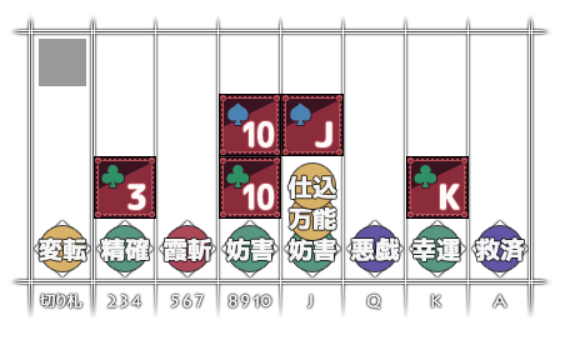 10 J
3 10 仕込 K
万能
変転 精確 霞斬 妨害 妨害 悪戯 幸運 救済
切り札 234 567 8910 J Q K A